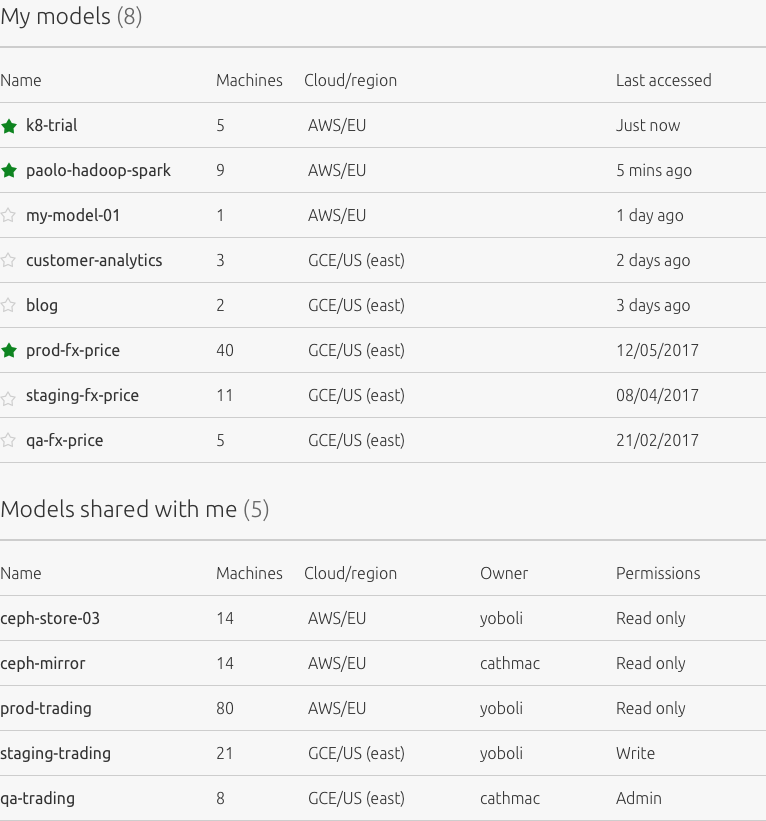 My models (8)
Name Machines Cloud/region Last accessed
k8-trial 5 AWS/EU Just now
paolo-hadoop-spark 9 AWS/EU 5 mins ago
my-model-01 1 AWS/EU 1 day ago
customer-analytics 3 GCE/US (east) 2 days ago
blog 2 GCE/US (east) 3 days ago
prod-fx-price 40 GCE/US (east) 12/05/2017
staging-fx-price 11 GCE/US (east) 08/04/2017
qa-fx-price 5 GCE/US (east) 21/02/2017
Models shared with me (5)
Name Machines Cloud/region Owner Permissions
ceph-store-03 14 AWS/EU yoboli Read only
ceph-mirror 14 AWS/EU cathmac Read only
prod-trading 80 AWS/EU yoboli Read only
staging-trading 21 GCE/US (east) yoboli Write
qa-trading 8 GCE/US (east) cathmac Admin